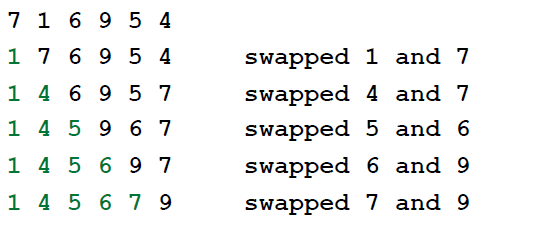 7 1 6 9 5 4
1 7 6 9 5 4 swapped 1 and 7
1 4 6 9 5 7 swapped 4 and 7
1 4 5 9 6 7 swapped 5 and 6
1 4 5 6 9 7 swapped 6 and 9
1 4 5 6 7 9 swapped 7 and 9